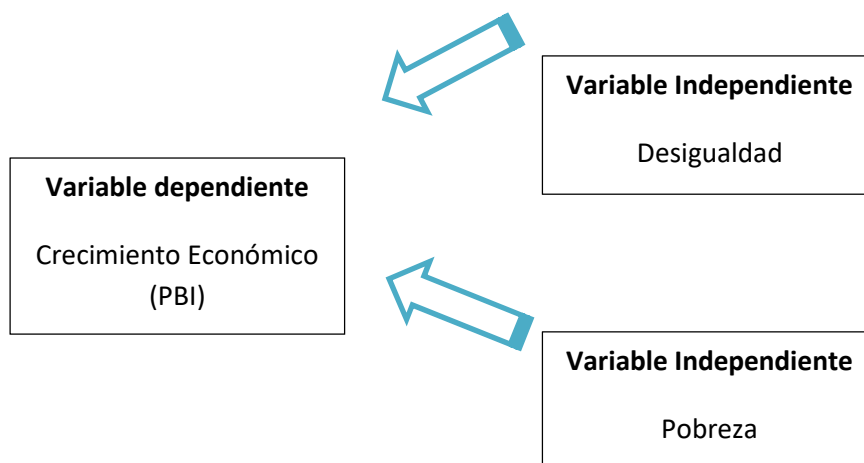 Variable Independiente
Desigualdad
Variable dependiente
Crecimiento Económico
(PBI)
Variable Independiente
Pobreza